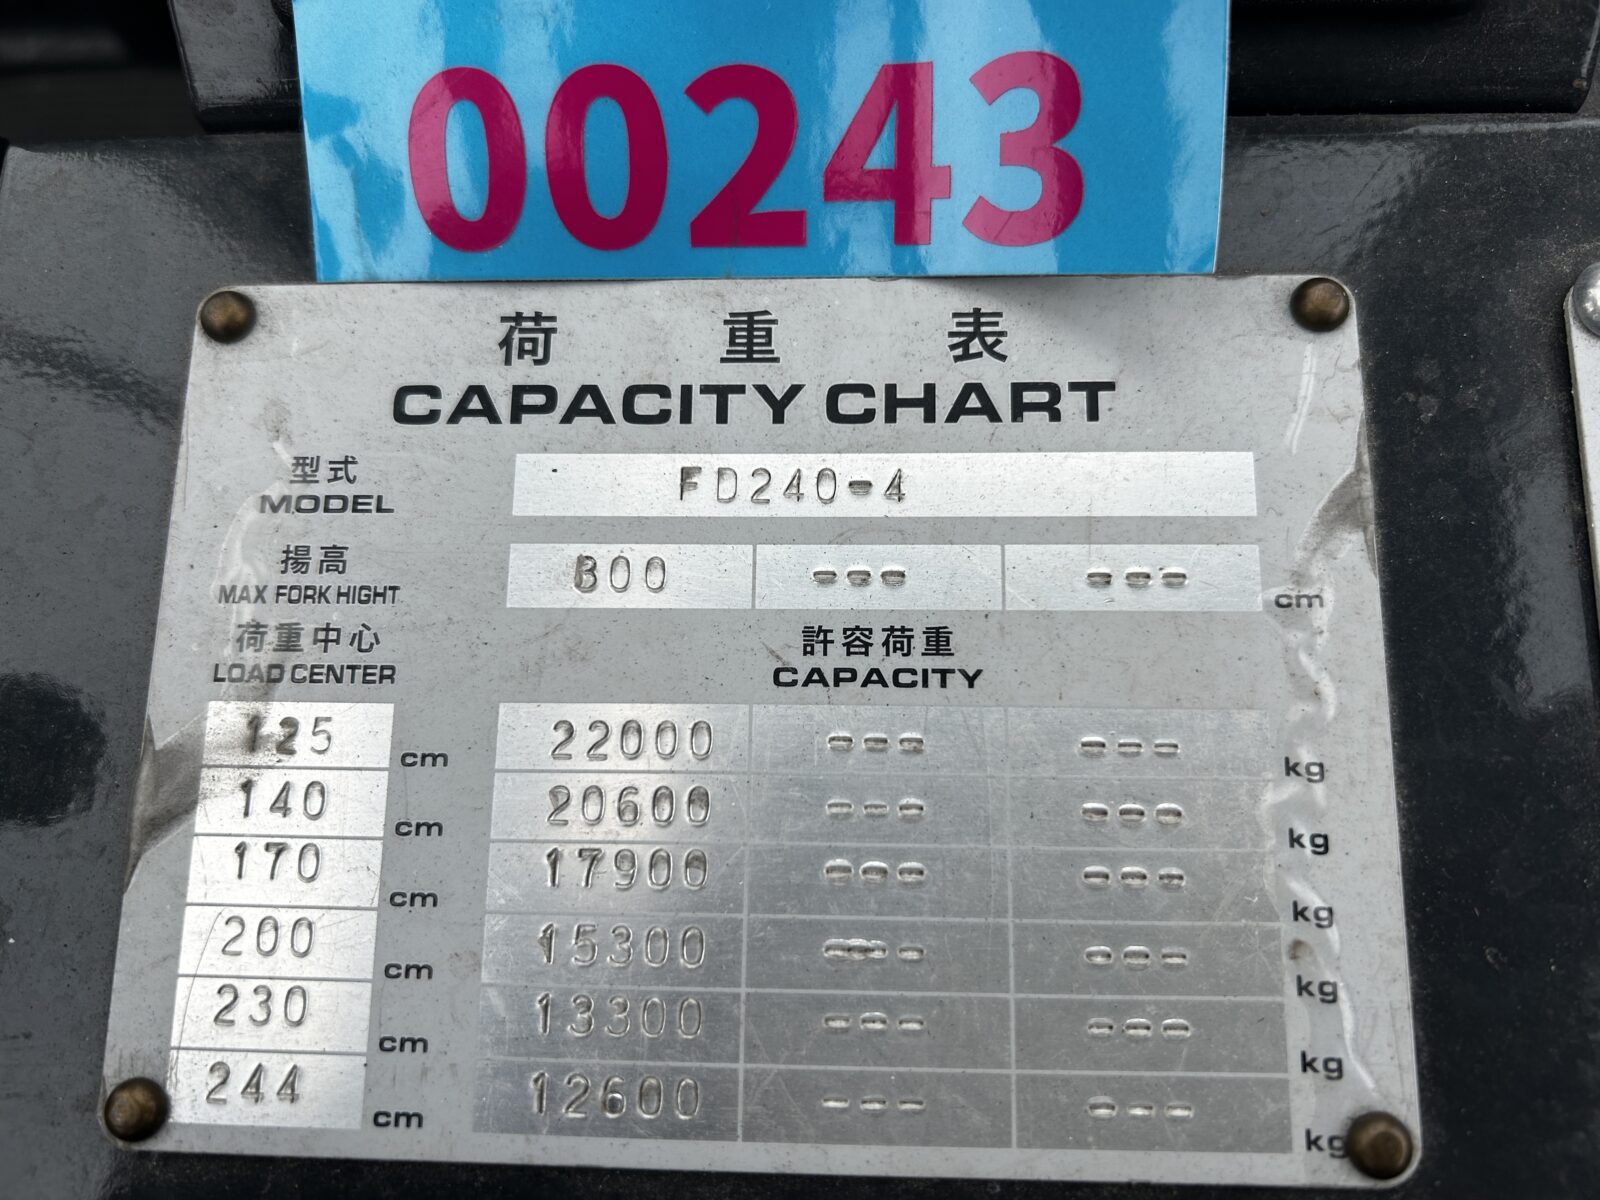 00243
荷重表
CAPACITY CHART
型式
MODEL
FD240-4
揚高
MAX FORK HIGHT
300 --- --- cm
荷重中心
LOAD CENTER
許容荷重
CAPACITY
125 cm 22000 --- --- kg
140 cm 20600 --- --- kg
170 cm 17900 --- --- kg
200 cm 15300 --- --- kg
230 cm 13300 --- --- kg
244 cm 12600 --- --- kg